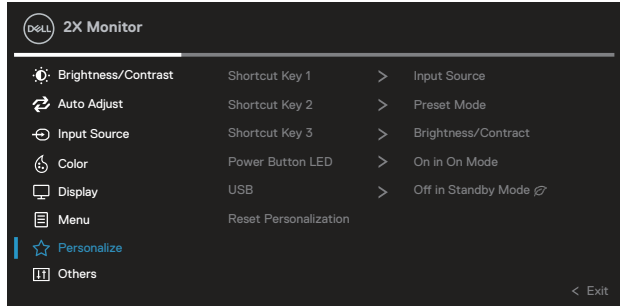 DELL 2X Monitor
Brightness/Contrast Shortcut Key 1 > Input Source
Auto Adjust Shortcut Key 2 > Preset Mode
Input Source Shortcut Key 3 > Brightness/Contract
Color Power Button LED > On in On Mode
Display USB > Off in Standby Mode
Menu Reset Personalization
Personalize
Others
< Exit